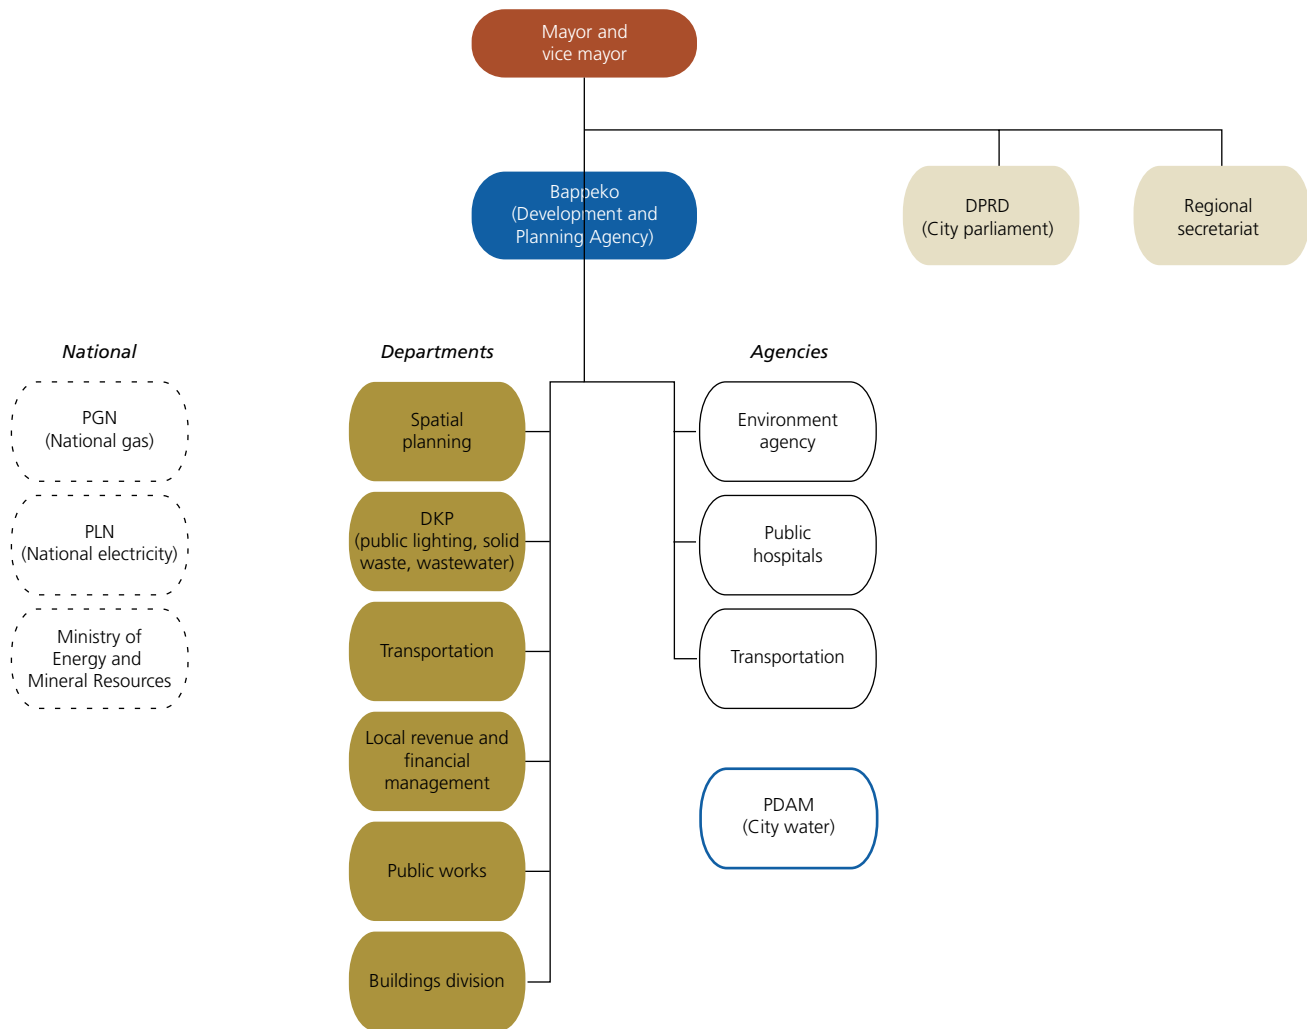 Mayor and
vice mayor
Bappeko
(Development and
Planning Agency)
DPRD
(City parliament)
Regional
secretariat
National
Departments
Agencies
PGN
(National gas)
PLN
(National electricity)
Ministry of
Energy and
Mineral Resources
Spatial
planning
DKP
(public lighting, solid
waste, wastewater)
Transportation
Local revenue and
financial
management
Public works
Buildings division
Environment
agency
Public
hospitals
Transportation
PDAM
(City water)